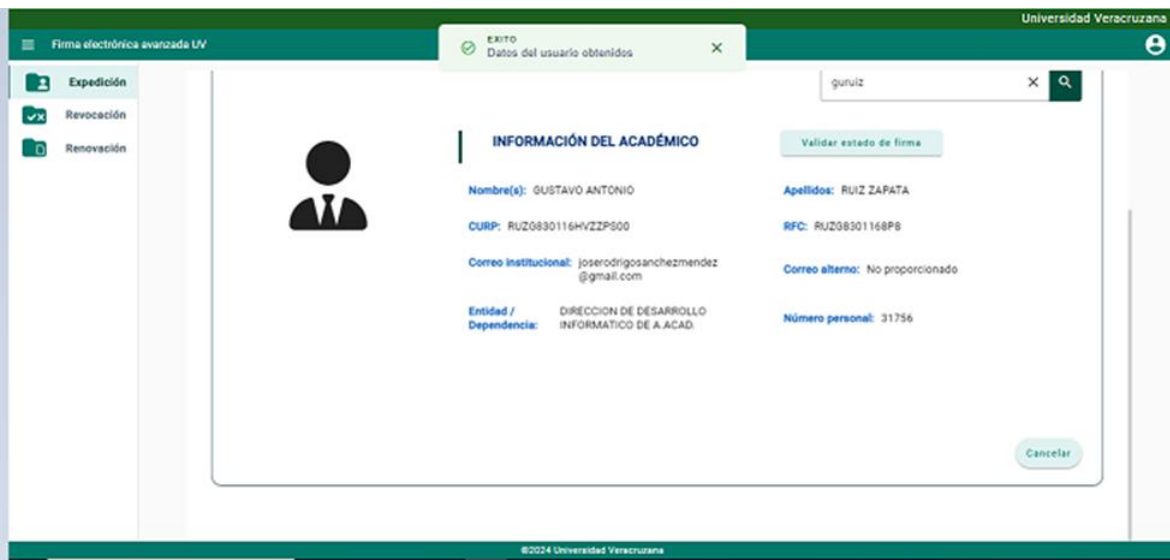 Universidad Veracruzana
Firma electrónica avanzada UV
EXITO
Datos del usuario obtenidos
Expedición
Revocación
Renovación
guruiz
INFORMACIÓN DEL ACADÉMICO
Validar estado de firma
Nombre(s): GUSTAVO ANTONIO
Apellidos: RUIZ ZAPATA
CURP: RUZG830116HVZZPS00
RFC: RUZG8301168P8
Correo institucional: joserodrigosanchezmendez
@gmail.com
Correo alterno: No proporcionado
Entidad / DIRECCION DE DESARROLLO
Dependencia: INFORMATICO DE A.ACAD.
Número personal: 31756
Cancelar
©2024 Universidad Veracruzana